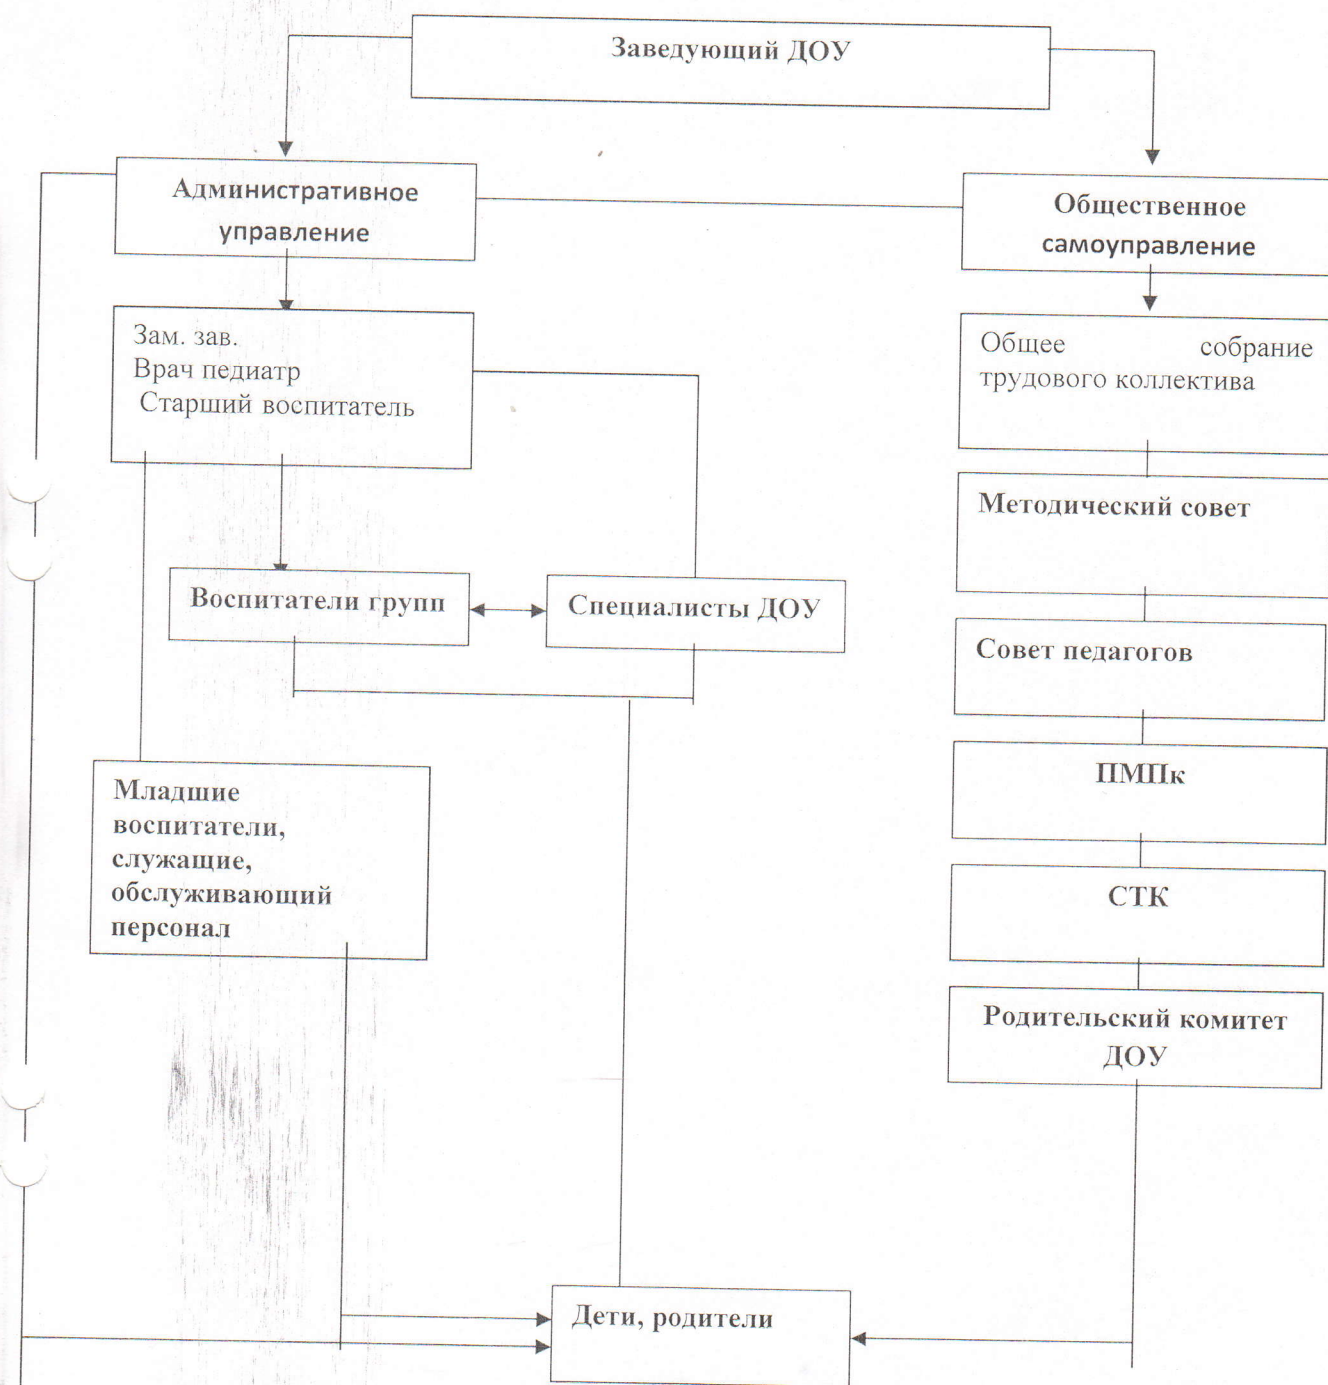 Заведующий ДОУ
Административное
управление
Общественное
самоуправление
Зам. зав.
Врач педиатр
Старший воспитатель
Общее собрание
трудового коллектива
Методический совет
Воспитатели групп
Специалисты ДОУ
Совет педагогов
ПМПк
Младшие
воспитатели,
служащие,
обслуживающий
персонал
СТК
Родительский комитет
ДОУ
Дети, родители